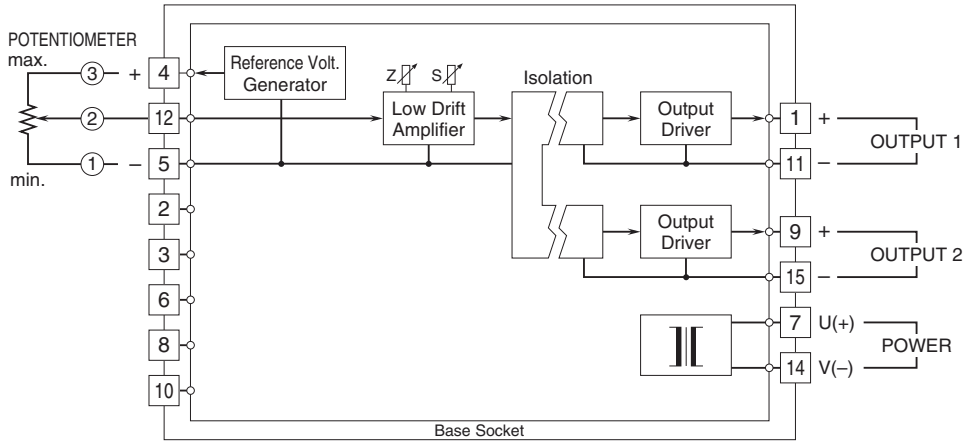 POTENTIOMETER
max.
3 + 4
2 12
1 – 5
min.
2
3
6
8
10
Reference Volt.
Generator
Z S
Low Drift
Amplifier
Isolation
Output
Driver
1 +
OUTPUT 1
11 –
Output
Driver
9 +
OUTPUT 2
15 –
7 U(+)
POWER
14 V(–)
Base Socket